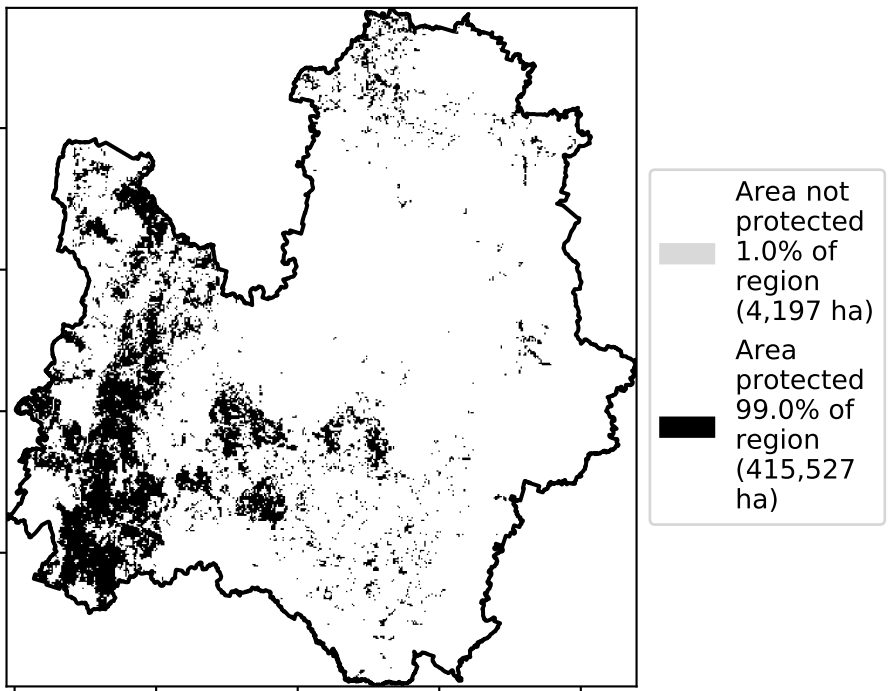 Area not
protected
1.0% of
region
(4,197 ha)
Area
protected
99.0% of
region
(415,527
ha)